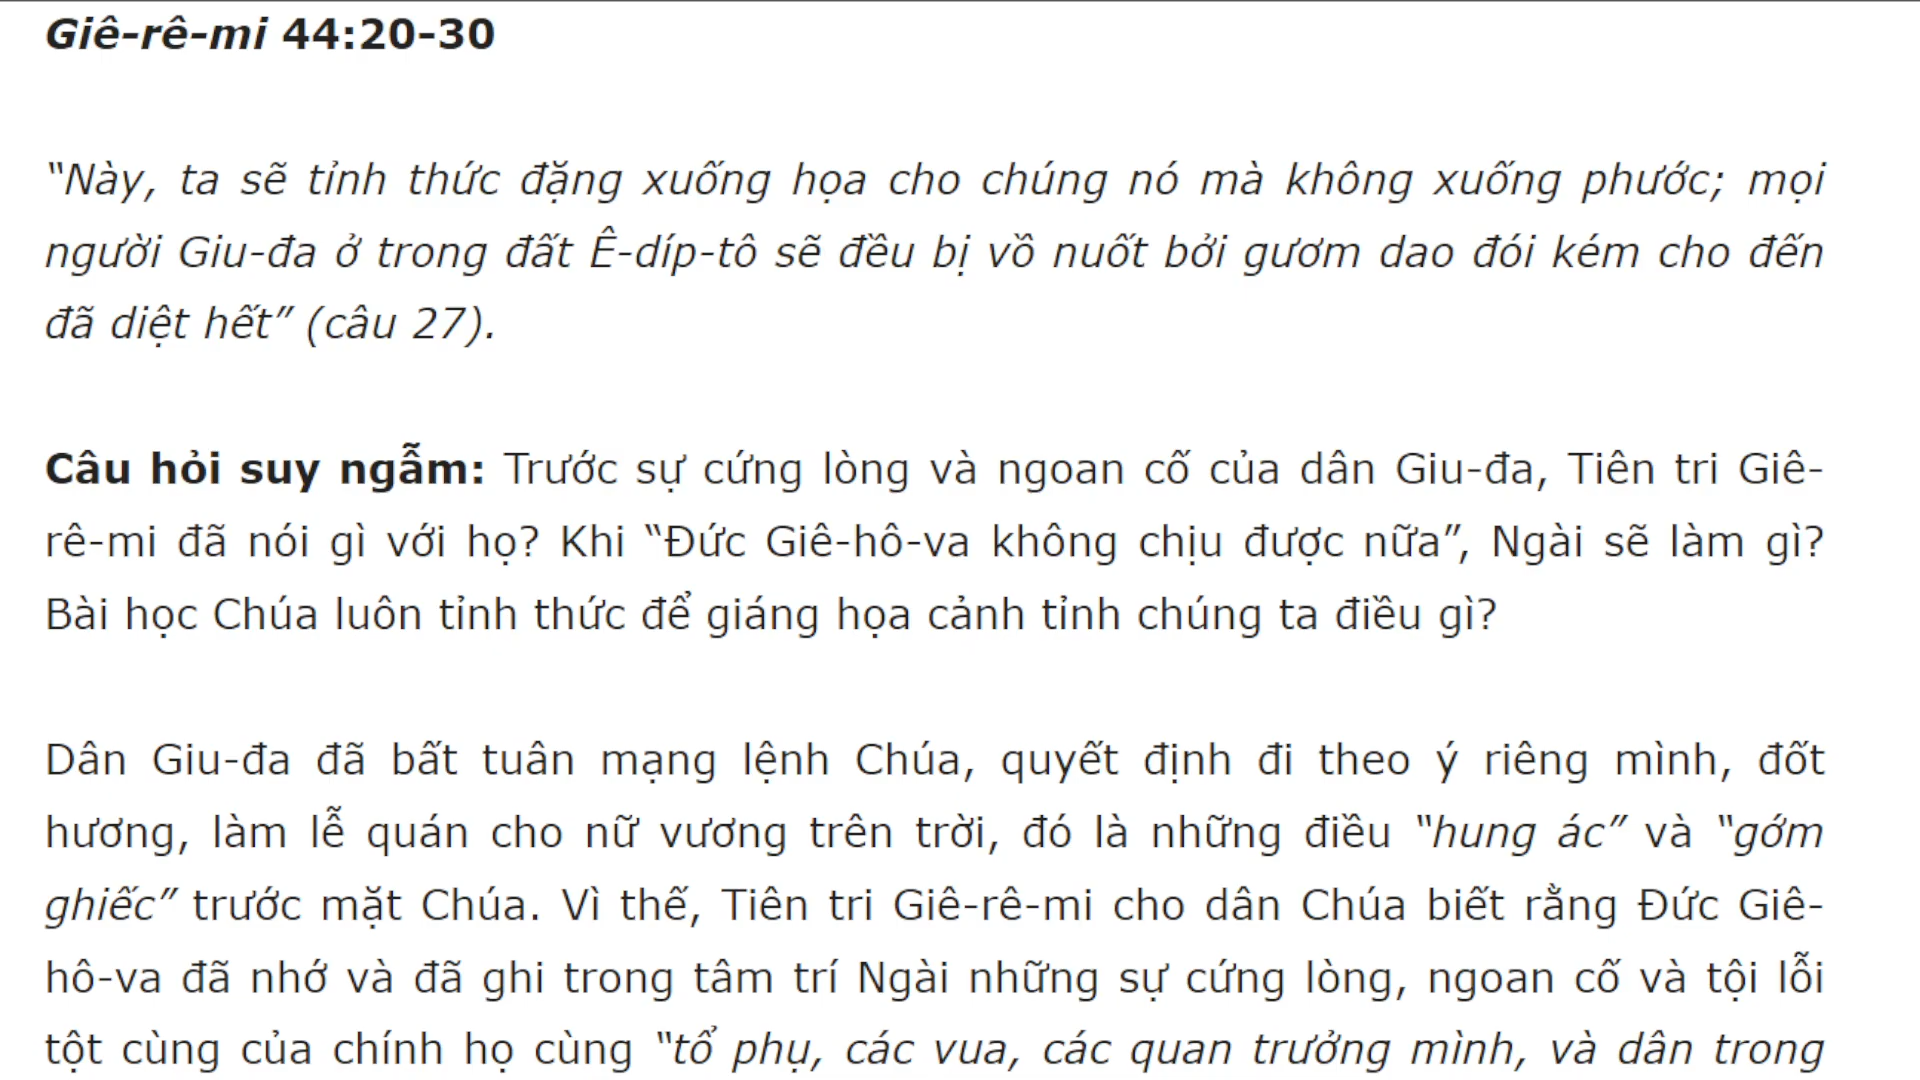 Giê-rê-mi 44:20-30
“Này, ta sẽ tỉnh thức đặng xuống họa cho chúng nó mà không xuống phước; mọi
người Giu-đa ở trong đất Ê-díp-tô sẽ đều bị vồ nuốt bởi gươm dao đói kém cho đến
đã diệt hết” (câu 27).
Câu hỏi suy ngẫm: Trước sự cứng lòng và ngoan cố của dân Giu-đa, Tiên tri Giê-
rê-mi đã nói gì với họ? Khi “Đức Giê-hô-va không chịu được nữa”, Ngài sẽ làm gì?
Bài học Chúa luôn tỉnh thức để giáng họa cảnh tỉnh chúng ta điều gì?
Dân Giu-đa đã bất tuân mạng lệnh Chúa, quyết định đi theo ý riêng mình, đốt
hương, làm lễ quán cho nữ vương trên trời, đó là những điều “hung ác” và “gớm
ghiếc” trước mặt Chúa. Vì thế, Tiên tri Giê-rê-mi cho dân Chúa biết rằng Đức Giê-
hô-va đã nhớ và đã ghi trong tâm trí Ngài những sự cứng lòng, ngoan cố và tội lỗi
tột cùng của chính họ cùng “tổ phụ, các vua, các quan trưởng mình, và dân trong